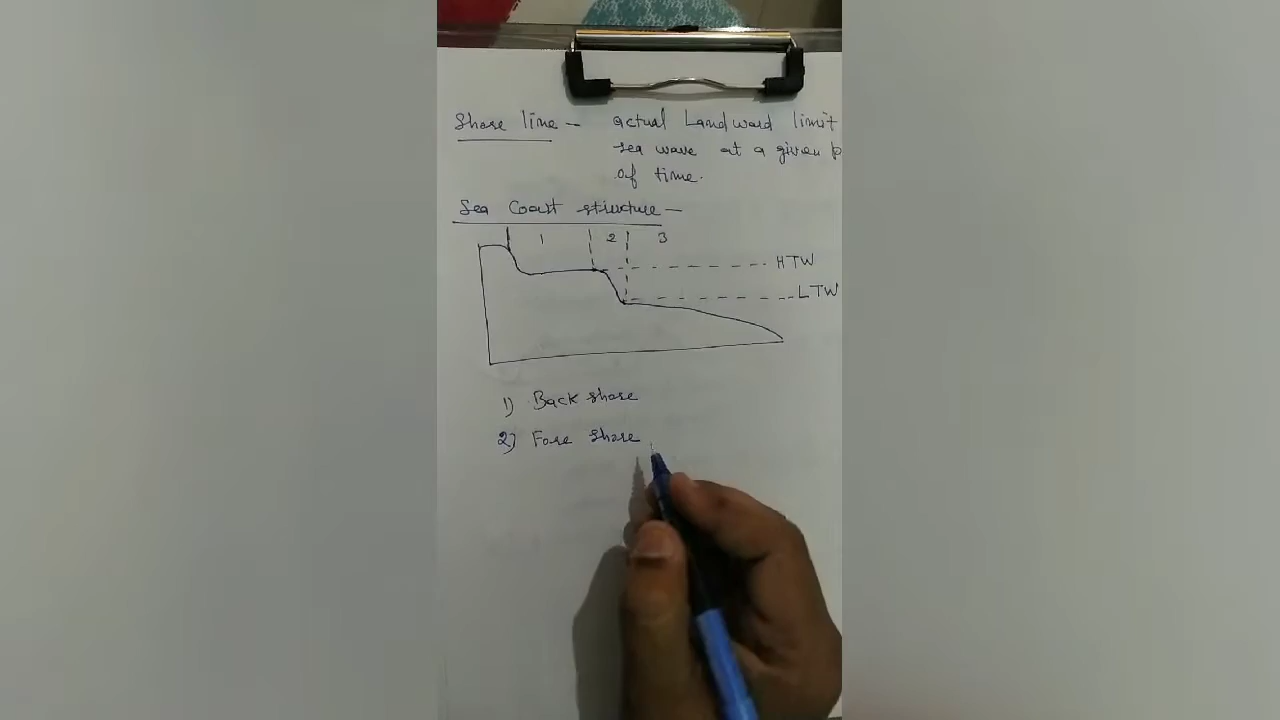 Shore line - actual Landward limit
sea wave at a given p
of time.
Sea Coast structure -
1 2 3
HTW
LTW
1) Back shore
2) Fore shore